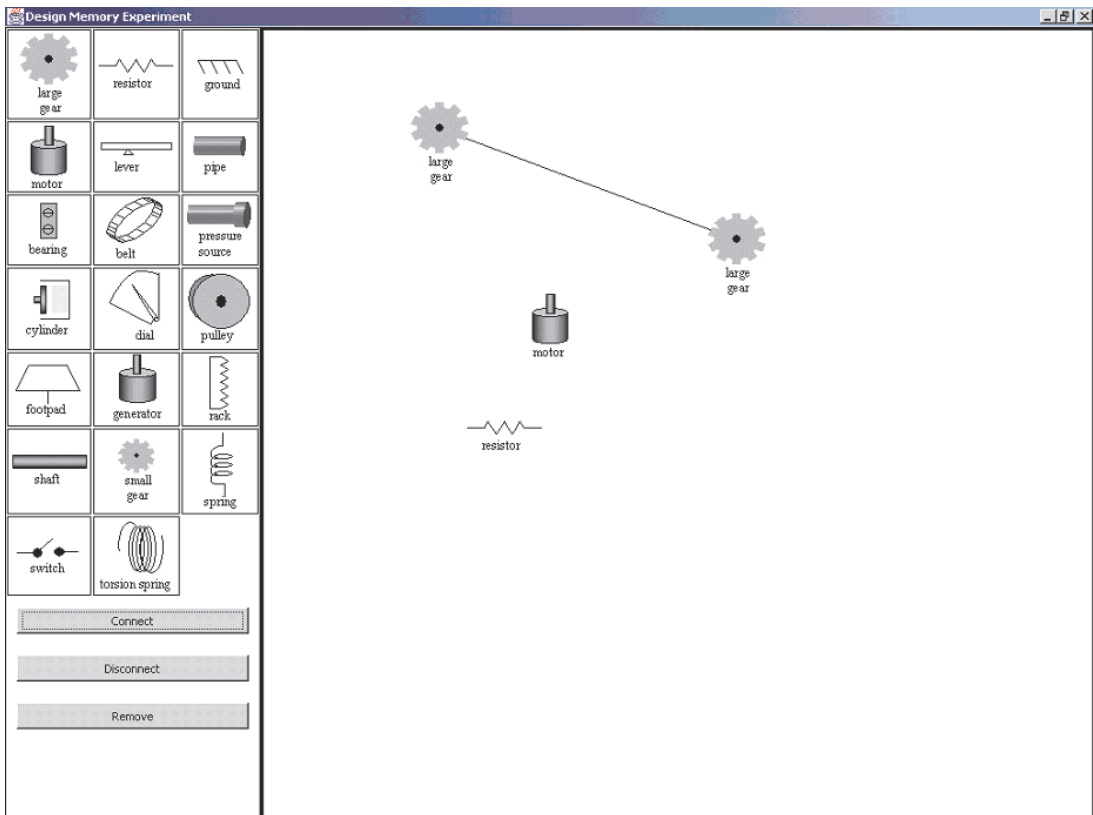 Design Memory Experiment
large
gear
resistor
ground
motor
lever
pipe
bearing
belt
pressure
source
cylinder
dial
pulley
footpad
generator
rack
shaft
small
gear
spring
switch
torsion spring
Connect
Disconnect
Remove
large
gear
large
gear
motor
resistor